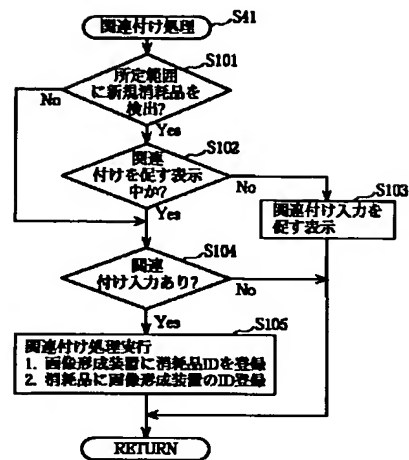 関連付け処理
S41
S101
所定範囲
に新規消耗品を
検出?
No
Yes
S102
関連
付けを促す表示
中か?
No
Yes
S103
関連付け入力を
促す表示
S104
関連
付け入力あり?
No
Yes
S105
関連付け処理実行
1. 画像形成装置に消耗品IDを登録
2. 消耗品に画像形成装置のID登録
RETURN